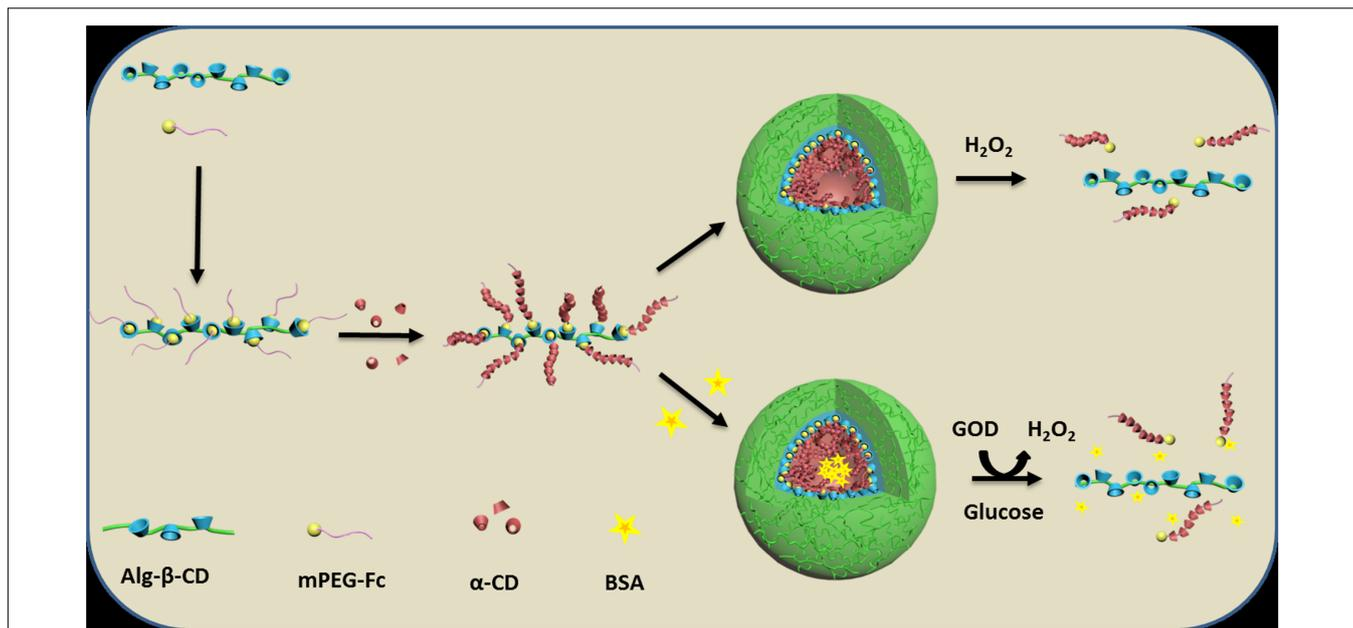 H₂O₂
GOD H₂O₂
Glucose
Alg-β-CD mPEG-Fc α-CD BSA